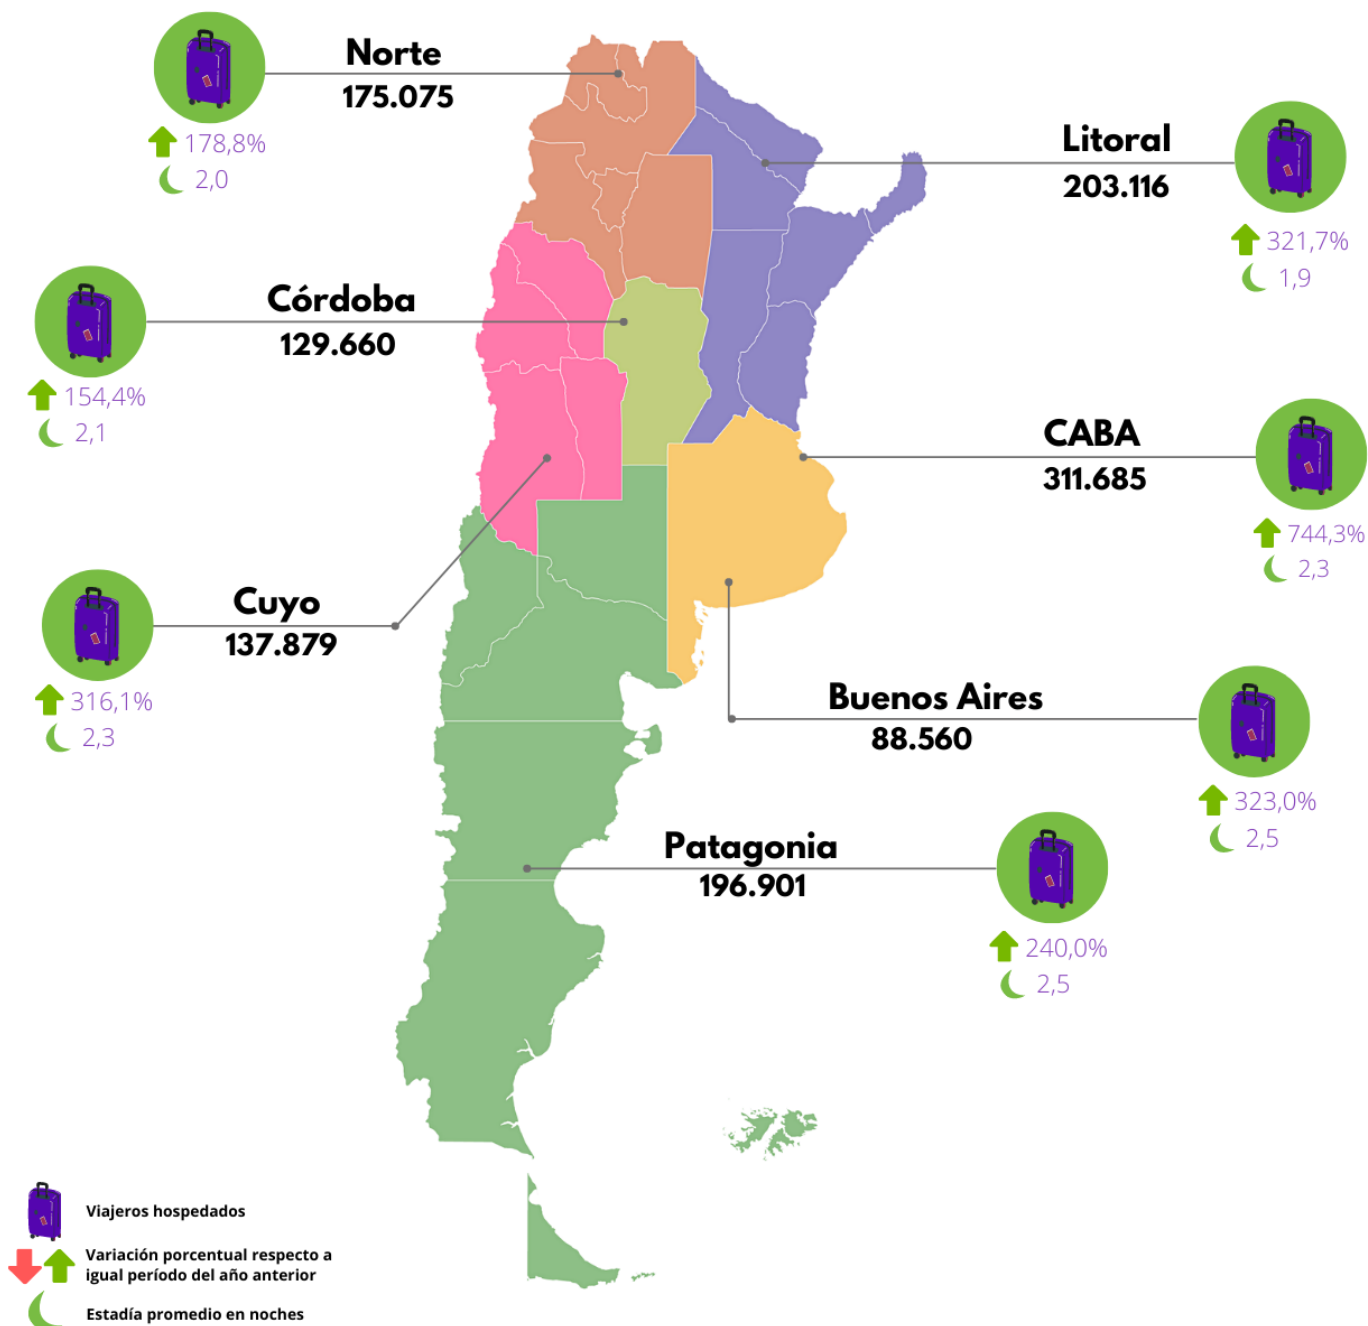 Norte
175.075
178,8%
2,0
Litoral
203.116
321,7%
1,9
Córdoba
129.660
154,4%
2,1
CABA
311.685
744,3%
2,3
Cuyo
137.879
316,1%
2,3
Buenos Aires
88.560
323,0%
2,5
Patagonia
196.901
240,0%
2,5
Viajeros hospedados
Variación porcentual respecto a
igual período del año anterior
Estadía promedio en noches